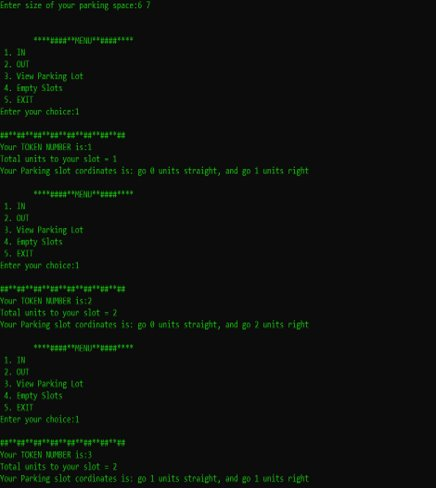 Enter size of your parking space:6 7
****####**MENU**####****
1. IN
2. OUT
3. View Parking Lot
4. Empty Slots
5. EXIT
Enter your choice:1
##**##**##**##**##**##**##**##
Your TOKEN NUMBER is:1
Total units to your slot = 1
Your Parking slot cordinates is: go 0 units straight, and go 1 units right
****####**MENU**####****
1. IN
2. OUT
3. View Parking Lot
4. Empty Slots
5. EXIT
Enter your choice:1
##**##**##**##**##**##**##**##
Your TOKEN NUMBER is:2
Total units to your slot = 2
Your Parking slot cordinates is: go 0 units straight, and go 2 units right
****####**MENU**####****
1. IN
2. OUT
3. View Parking Lot
4. Empty Slots
5. EXIT
Enter your choice:1
##**##**##**##**##**##**##**##
Your TOKEN NUMBER is:3
Total units to your slot = 2
Your Parking slot cordinates is: go 1 units straight, and go 1 units right